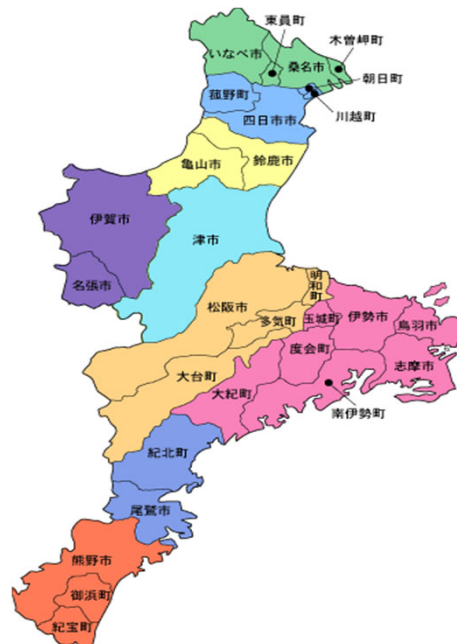 東員町
木曽岬町
いなべ市
桑名市
朝日町
菰野町
川越町
四日市市
亀山市
鈴鹿市
伊賀市
津市
名張市
明和町
松阪市
多気町
玉城町
伊勢市
鳥羽市
度会町
志摩市
大台町
大紀町
南伊勢町
紀北町
尾鷲市
熊野市
御浜町
紀宝町